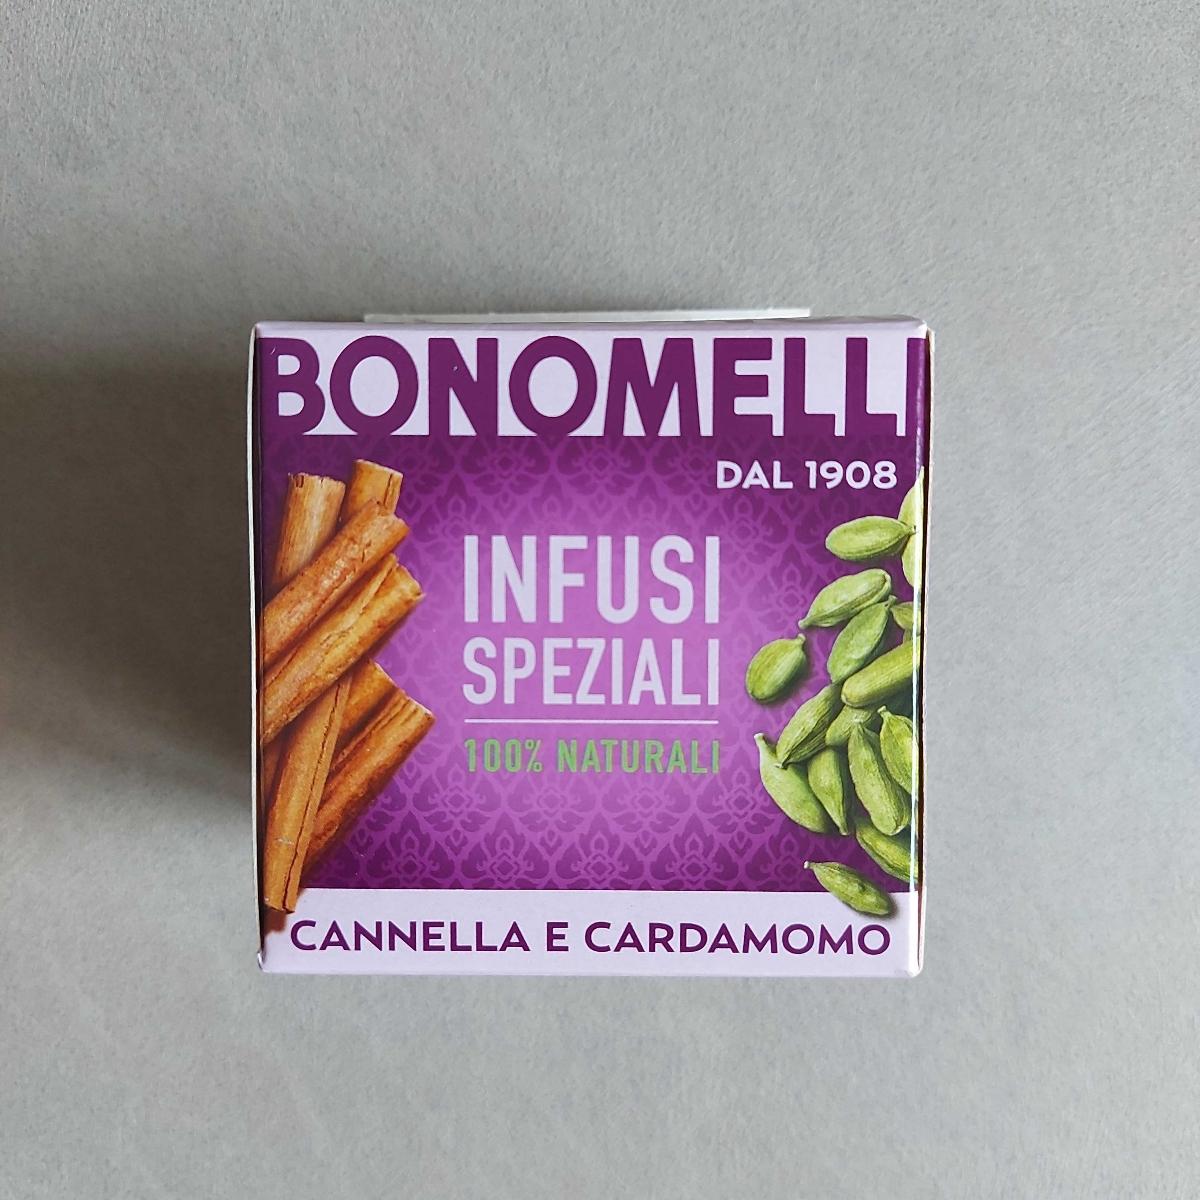 BONOMELLI
DAL 1908
INFUSI
SPEZIALI
100% NATURALI
CANNELLA E CARDAMOMO